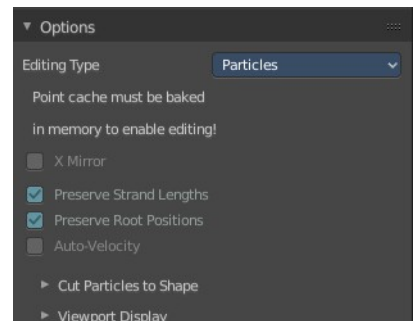 Options
Editing Type Particles
Point cache must be baked
in memory to enable editing!
X Mirror
Preserve Strand Lengths
Preserve Root Positions
Auto-Velocity
Cut Particles to Shape
Viewport Display